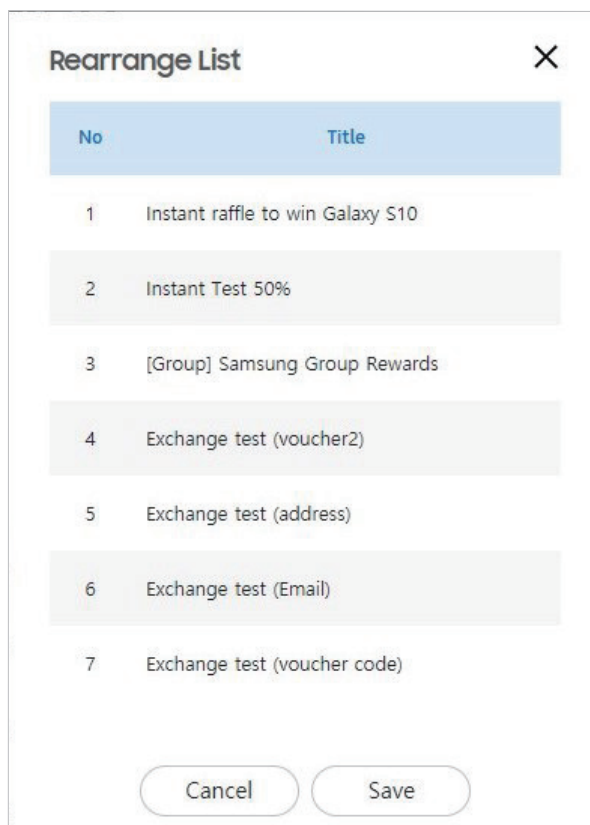 Rearrange List
No Title
1 Instant raffle to win Galaxy S10
2 Instant Test 50%
3 [Group] Samsung Group Rewards
4 Exchange test (voucher2)
5 Exchange test (address)
6 Exchange test (Email)
7 Exchange test (voucher code)
Cancel Save